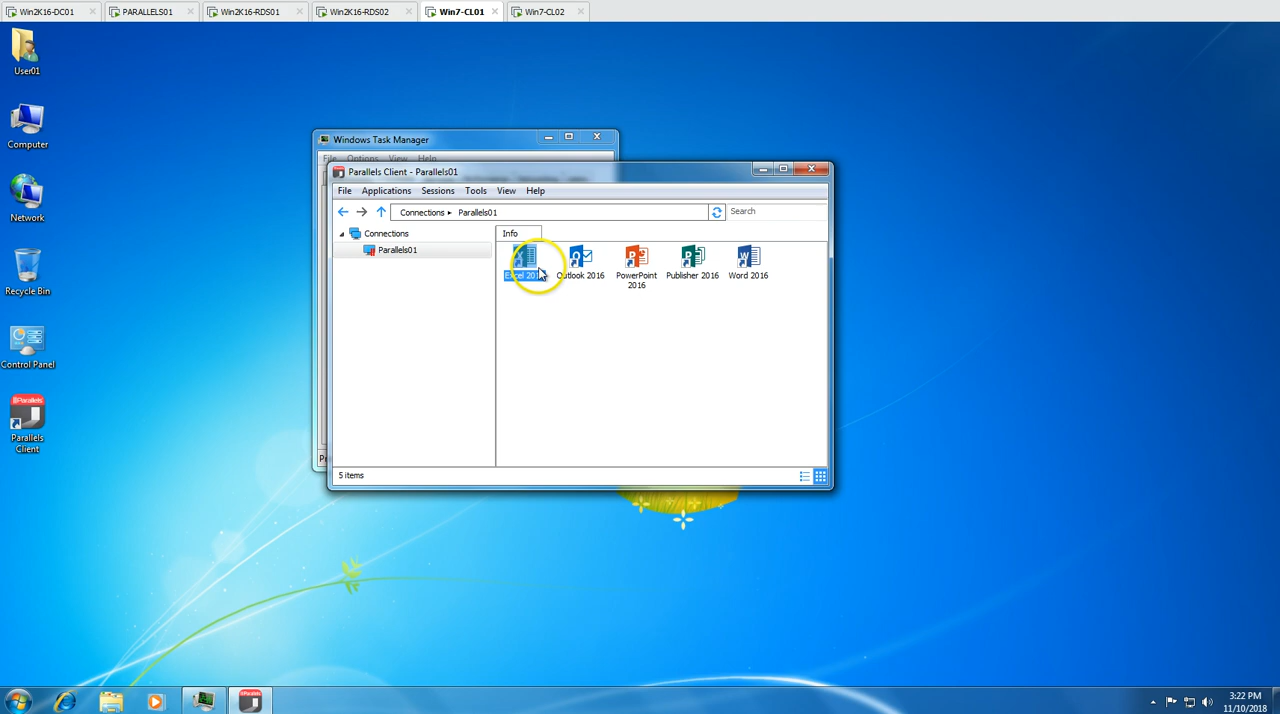 Win2K16-DC01
PARALLELS01
Win2K16-RDS01
Win2K16-RDS02
Win7-CL01
Win7-CL02
User01
Computer
Network
Recycle Bin
Control Panel
Parallels
Client
Windows Task Manager
File Options View Help
Parallels Client - Parallels01
File Applications Sessions Tools View Help
Connections Parallels01
Search
Connections
Parallels01
Info
Excel
Outlook 2016
PowerPoint
2016
Publisher 2016
Word 2016
5 items
Parallels
3:22 PM
11/10/2018